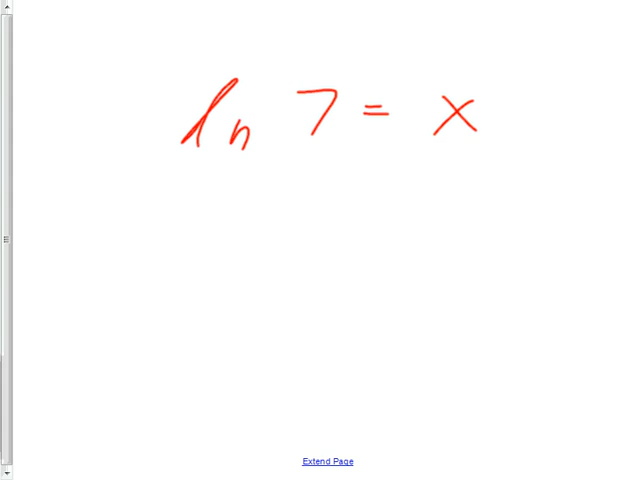 ln 7 = x
Extend Page